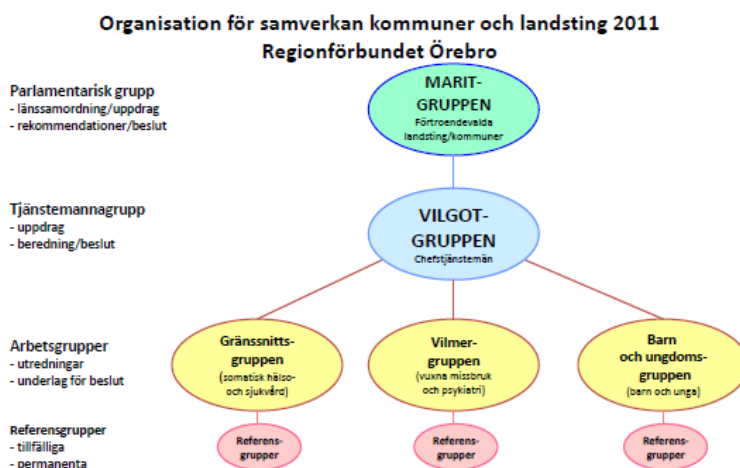 Organisation för samverkan kommuner och landsting 2011
Regionförbundet Örebro
Parlamentarisk grupp
- länssamordning/uppdrag
- rekommendationer/beslut
MARIT-
GRUPPEN
Förtroendevalda
landsting/kommuner
Tjänstemannagrupp
- uppdrag
- beredning/beslut
VILGOT-
GRUPPEN
Chefstjänstemän
Arbetsgrupper
- utredningar
- underlag för beslut
Gränssnitts-
gruppen
(somatisk hälso-
och sjukvård)
Vilmer-
gruppen
(vuxna missbruk
och psykiatri)
Barn
och ungdoms-
gruppen
(barn och unga)
Referensgrupper
- tillfälliga
- permanenta
Referens-
grupper
Referens-
grupper
Referens-
grupper